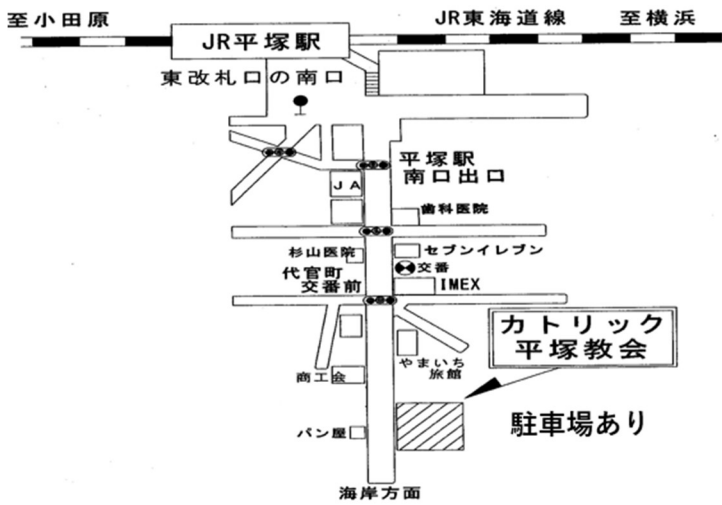 至小田原
JR平塚駅
JR東海道線
至横浜
東改札口の南口
平塚駅
南口出口
JA
歯科医院
杉山医院
セブンイレブン
代官町
交番前
交番
IMEX
カトリック
平塚教会
やまいち
旅館
商工会
パン屋
駐車場あり
海岸方面